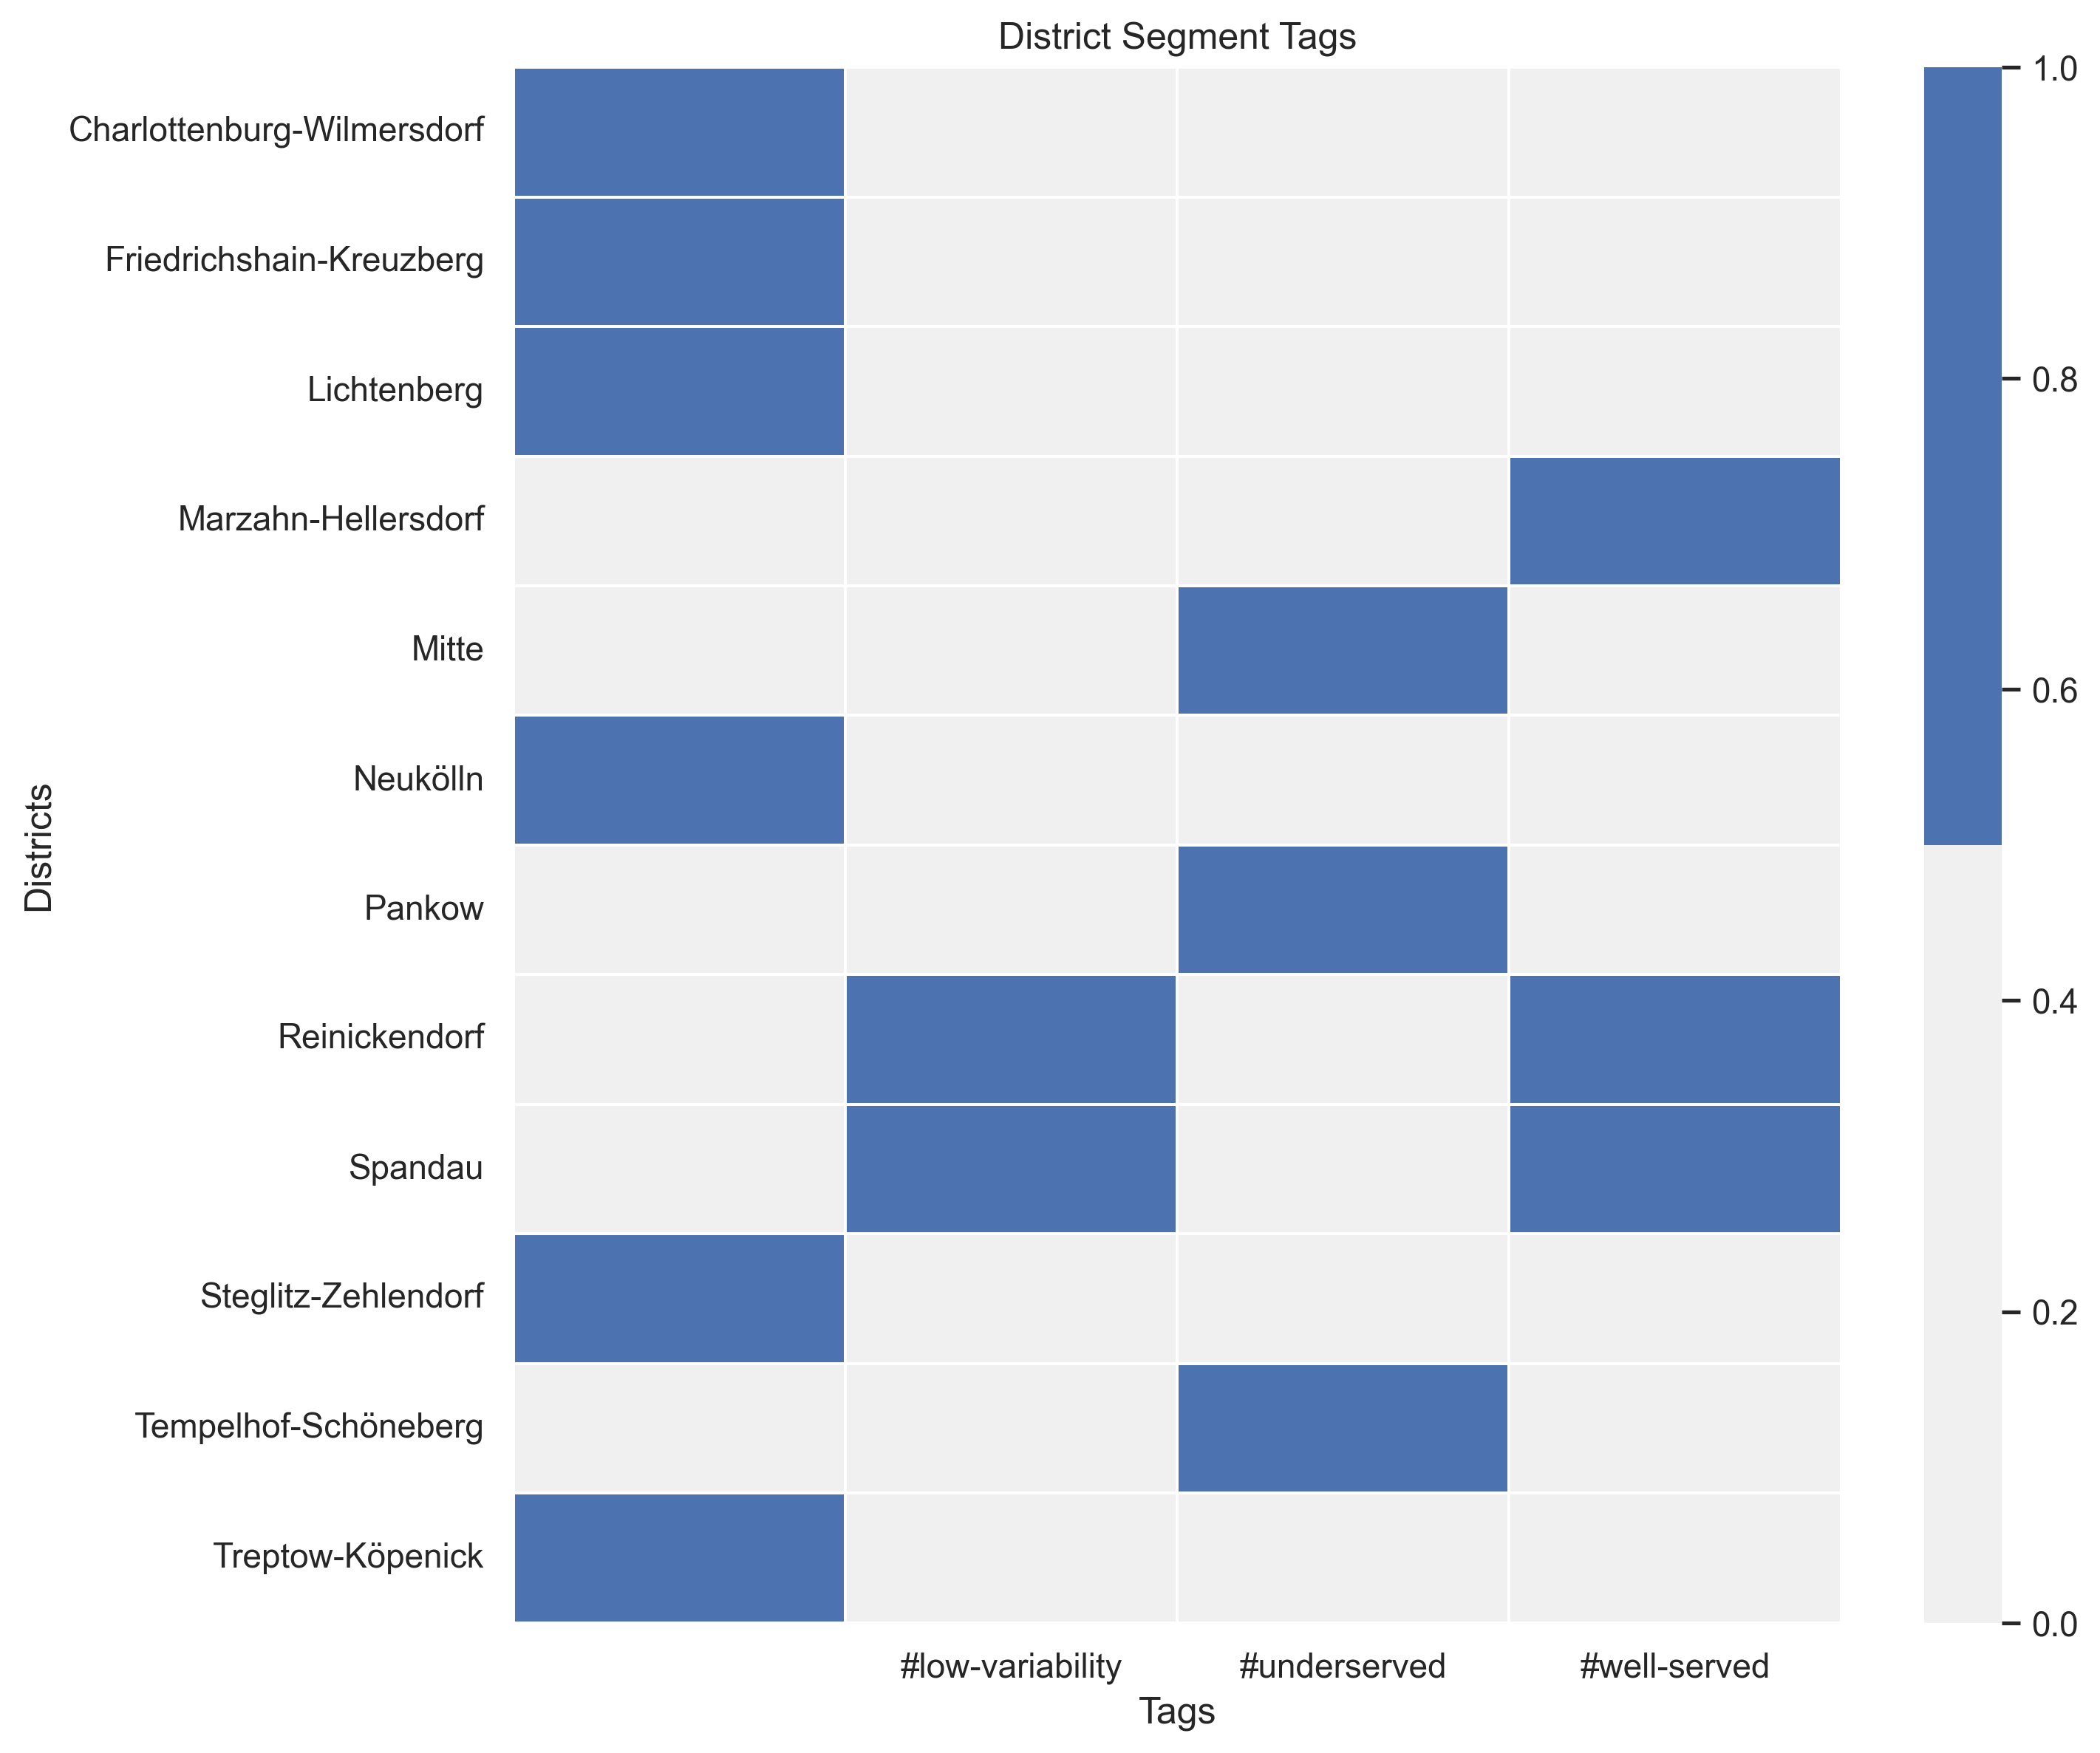 District Segment Tags
Charlottenburg-Wilmersdorf
Friedrichshain-Kreuzberg
Lichtenberg
Marzahn-Hellersdorf
Mitte
Neukölln
Pankow
Reinickendorf
Spandau
Steglitz-Zehlendorf
Tempelhof-Schöneberg
Treptow-Köpenick
Districts
#low-variability #underserved #well-served
Tags
1.0
0.8
0.6
0.4
0.2
0.0